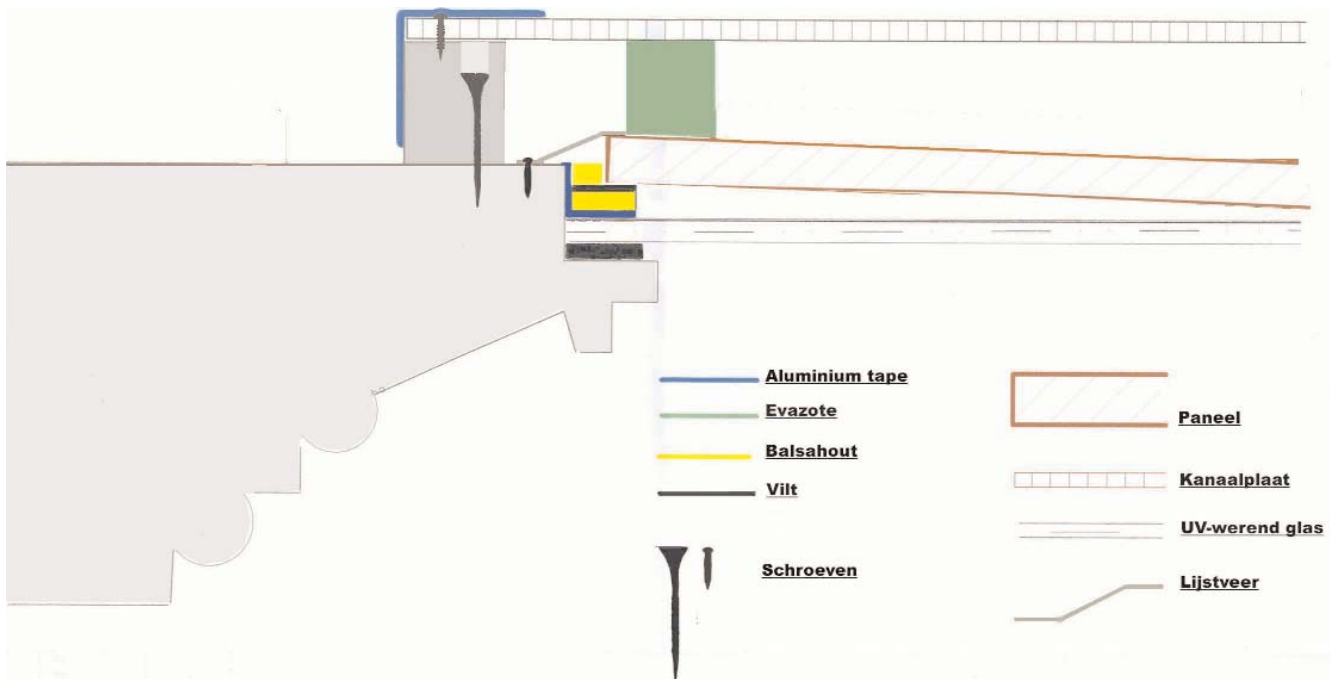 Aluminium tape
Evazote
Balsahout
Vilt
Schroeven
Paneel
Kanaalplaat
UV-werend glas
Lijstveer